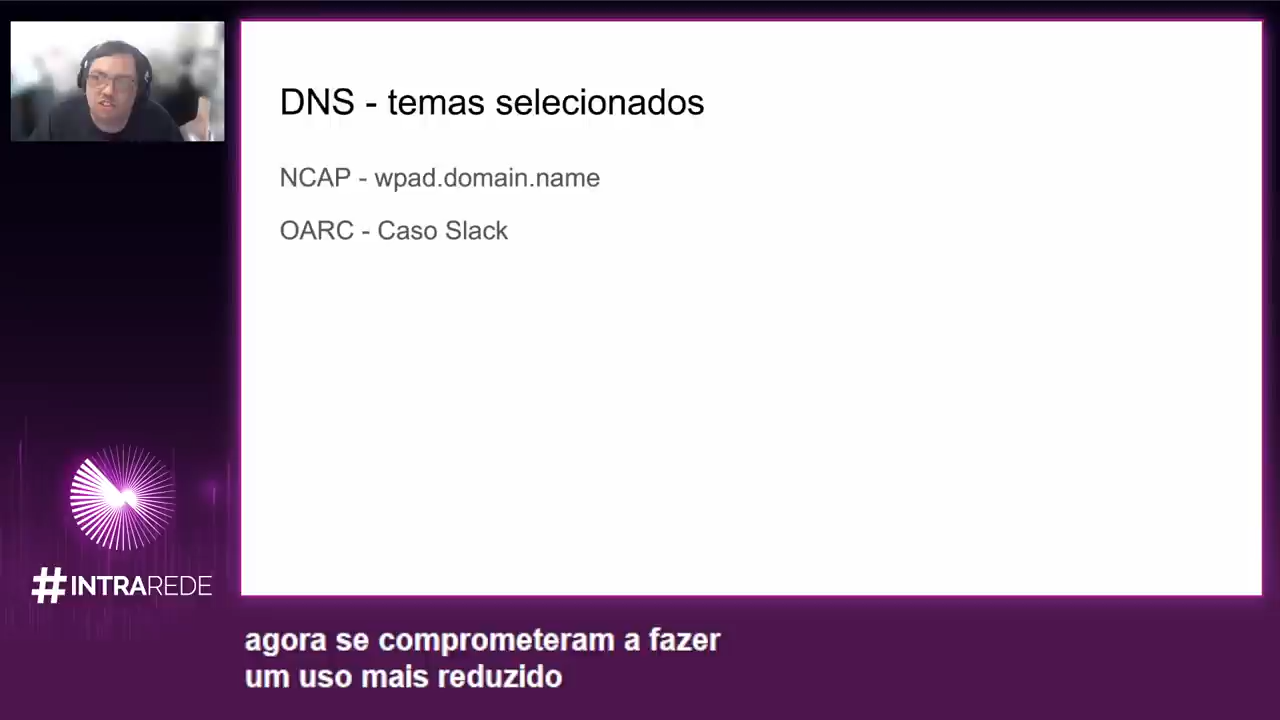 DNS - temas selecionados
NCAP - wpad.domain.name
OARC - Caso Slack
#INTRAREDE
agora se comprometeram a fazer
um uso mais reduzido